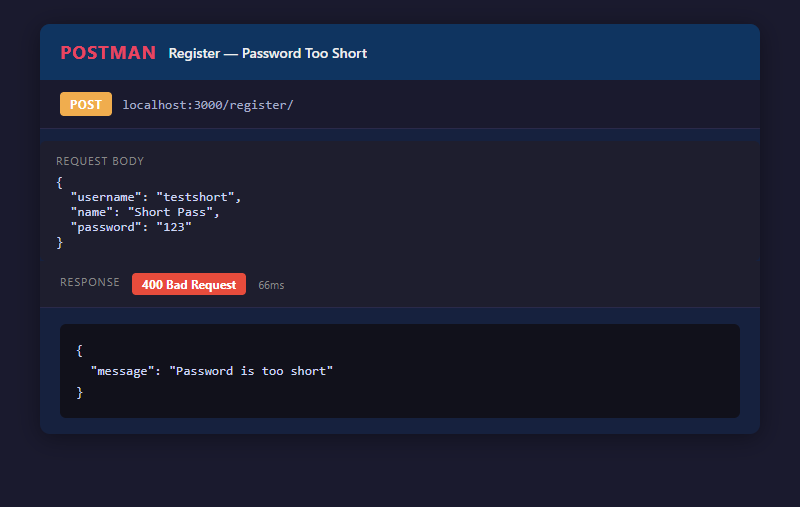 POSTMAN Register — Password Too Short
POST localhost:3000/register/
REQUEST BODY
{
  "username": "testshort",
  "name": "Short Pass",
  "password": "123"
}
RESPONSE 400 Bad Request 66ms
{
  "message": "Password is too short"
}